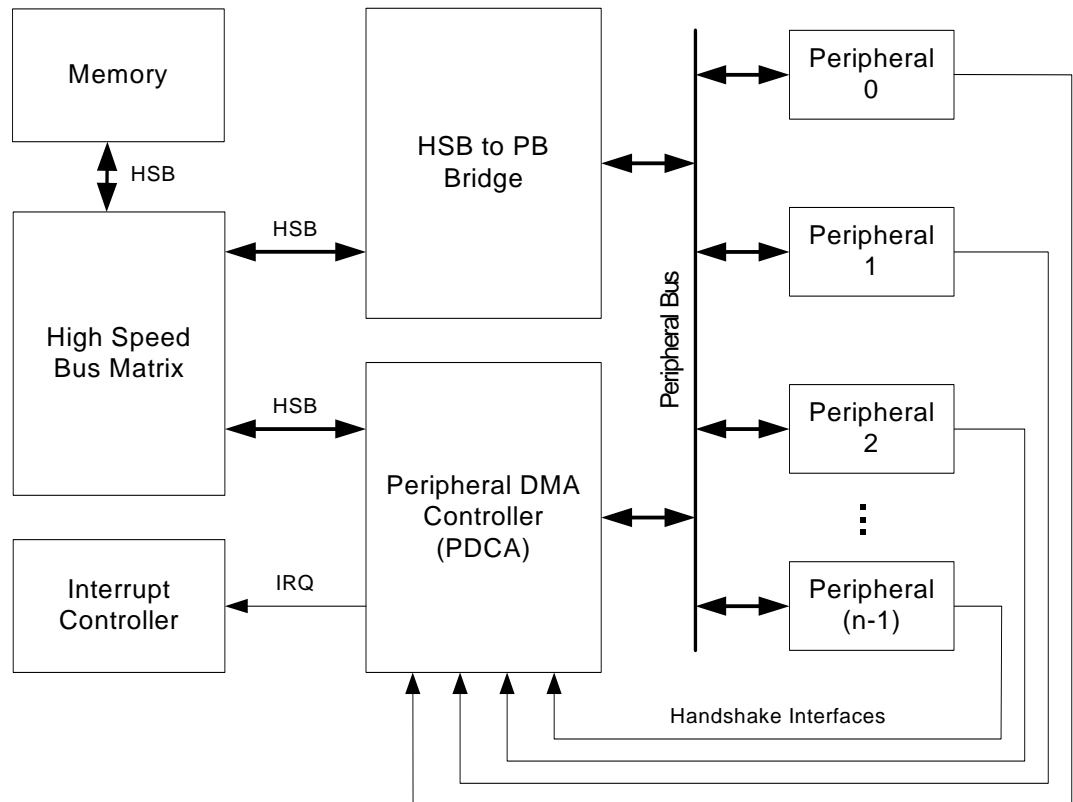 Memory
HSB
High Speed
Bus Matrix
HSB
HSB
HSB to PB
Bridge
Peripheral DMA
Controller
(PDCA)
Interrupt
Controller
IRQ
Peripheral Bus
Peripheral
0
Peripheral
1
Peripheral
2
Peripheral
(n-1)
Handshake Interfaces